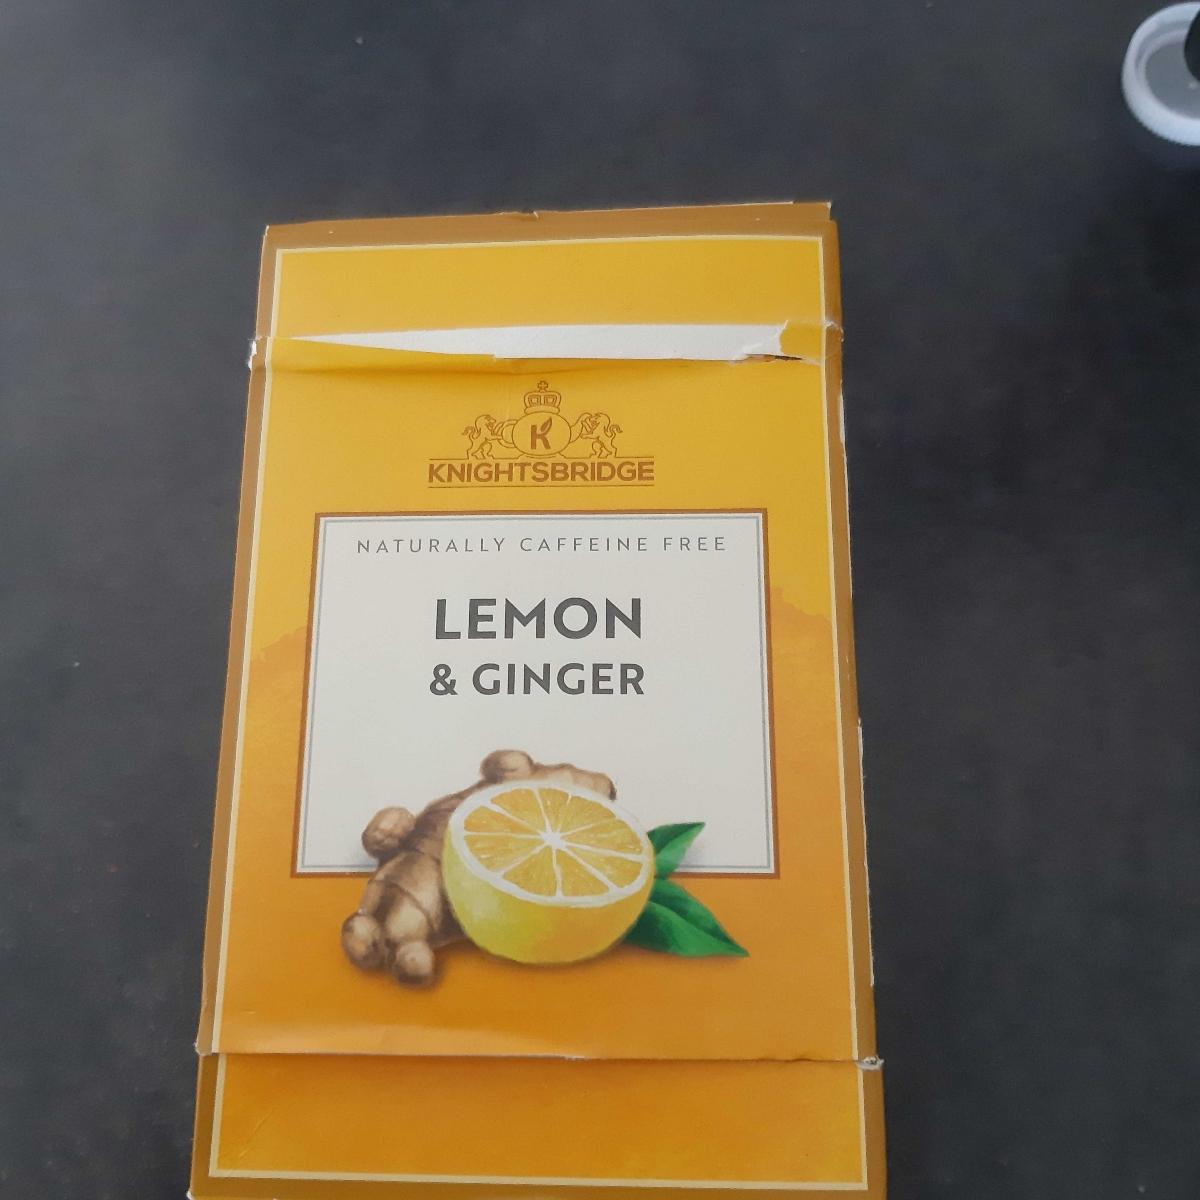 K
KNIGHTSBRIDGE
NATURALLY CAFFEINE FREE
LEMON
& GINGER